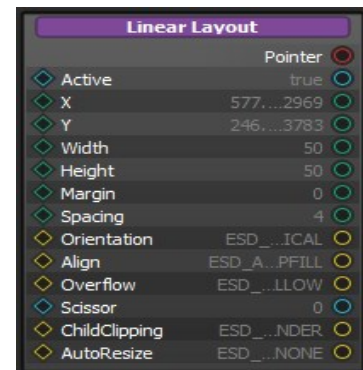 Linear Layout
Pointer
Active true
X 577....2969
Y 246....3783
Width 50
Height 50
Margin 0
Spacing 4
Orientation ESD_...ICAL
Align ESD_A...PFILL
Overflow ESD_...LLOW
Scissor 0
ChildClipping ESD_...NDER
AutoResize ESD_...NONE